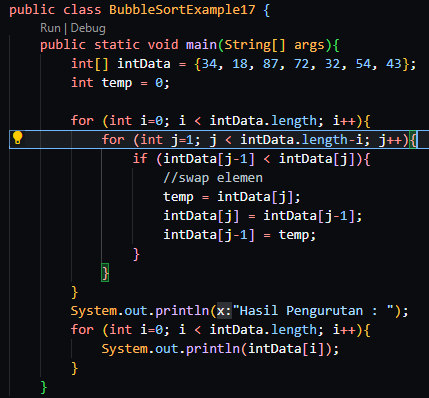 public class BubbleSortExample17 {
Run | Debug
public static void main(String[] args){
int[] intData = {34, 18, 87, 72, 32, 54, 43};
int temp = 0;
for (int i=0; i < intData.length; i++){
for (int j=1; j < intData.length-i; j++){
if (intData[j-1] < intData[j]){
//swap elemen
temp = intData[j];
intData[j] = intData[j-1];
intData[j-1] = temp;
}
}
}
System.out.println(x:"Hasil Pengurutan : ");
for (int i=0; i < intData.length; i++){
System.out.println(intData[i]);
}
}